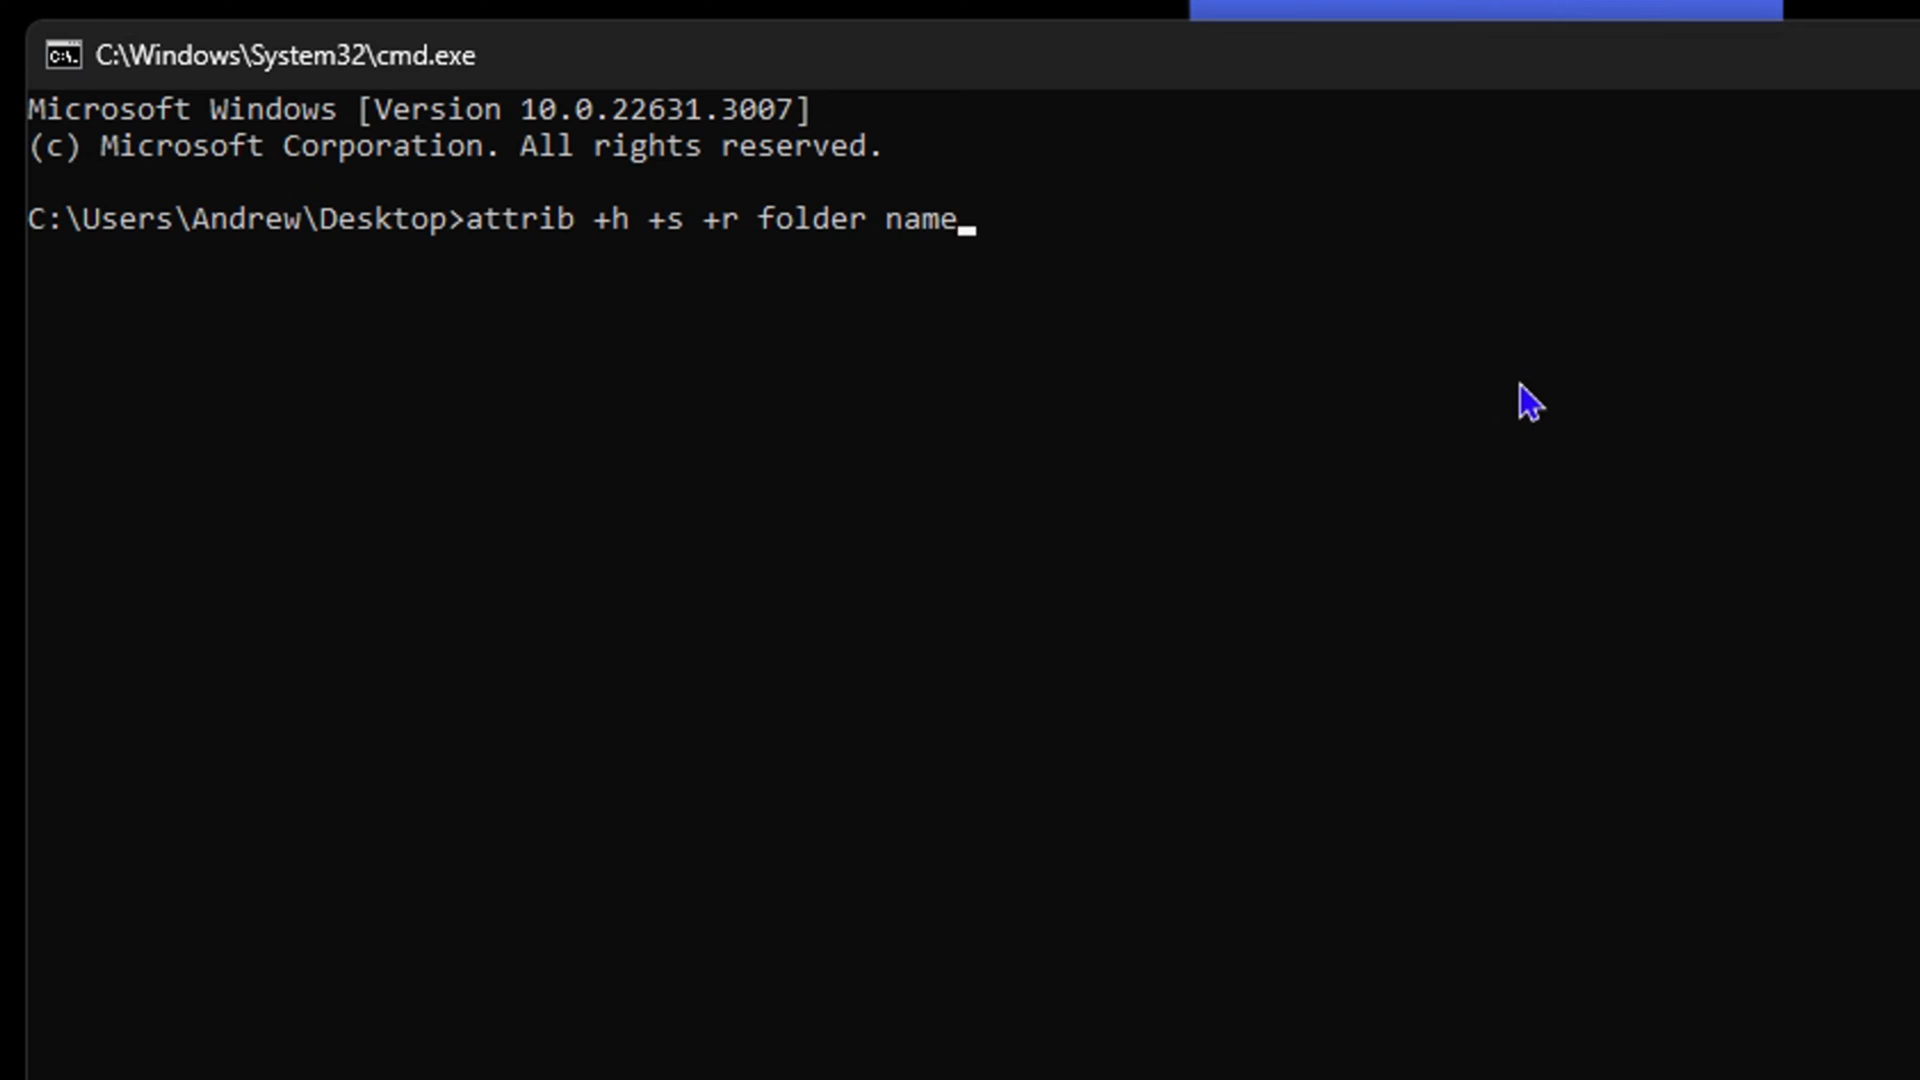 C:\Windows\System32\cmd.exe
Microsoft Windows [Version 10.0.22631.3007]
(c) Microsoft Corporation. All rights reserved.
C:\Users\Andrew\Desktop>attrib +h +s +r folder name